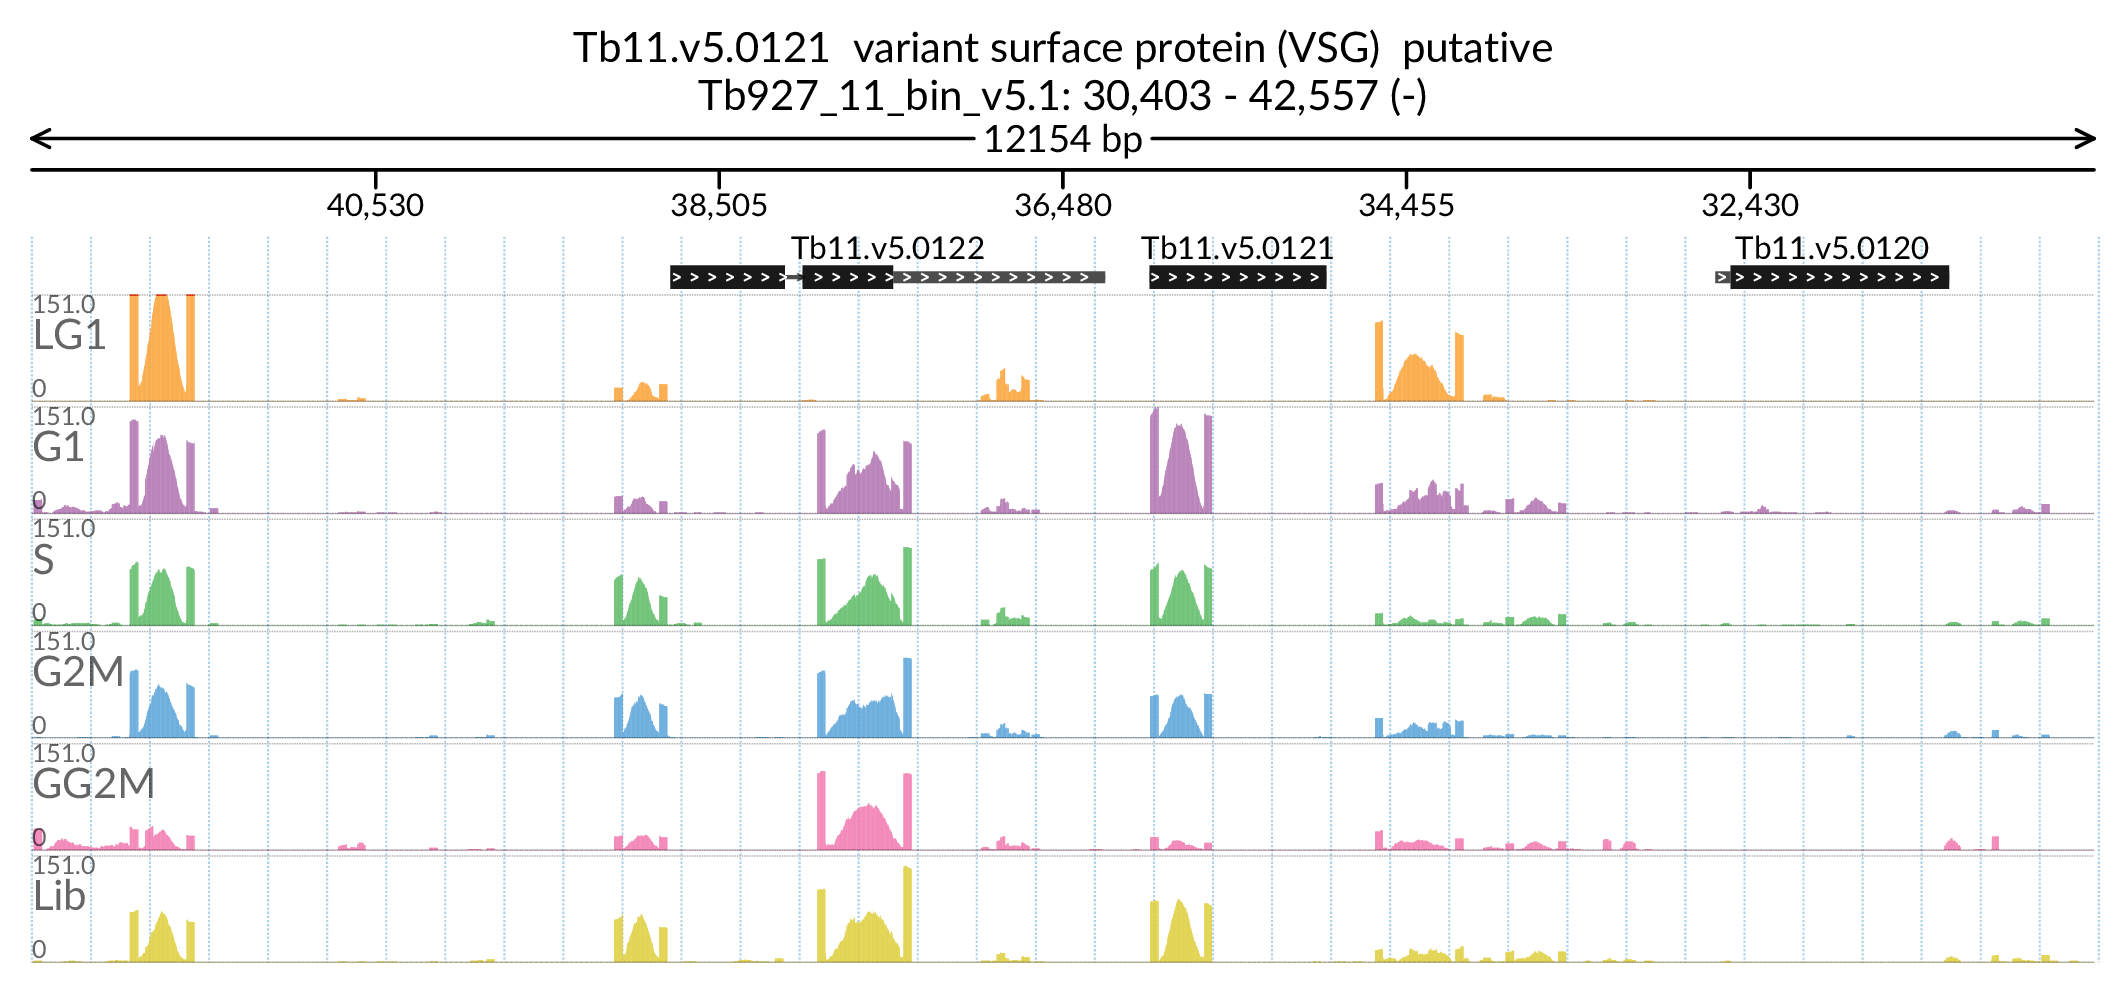 Tb11.v5.0121 variant surface protein (VSG) putative
Tb927_11_bin_v5.1: 30,403 - 42,557 (-)
12154 bp
40,530 38,505 36,480 34,455 32,430
Tb11.v5.0122 Tb11.v5.0121 Tb11.v5.0120
151.0
LG1
0
151.0
G1
0
151.0
S
0
151.0
G2M
0
151.0
GG2M
0
151.0
Lib
0